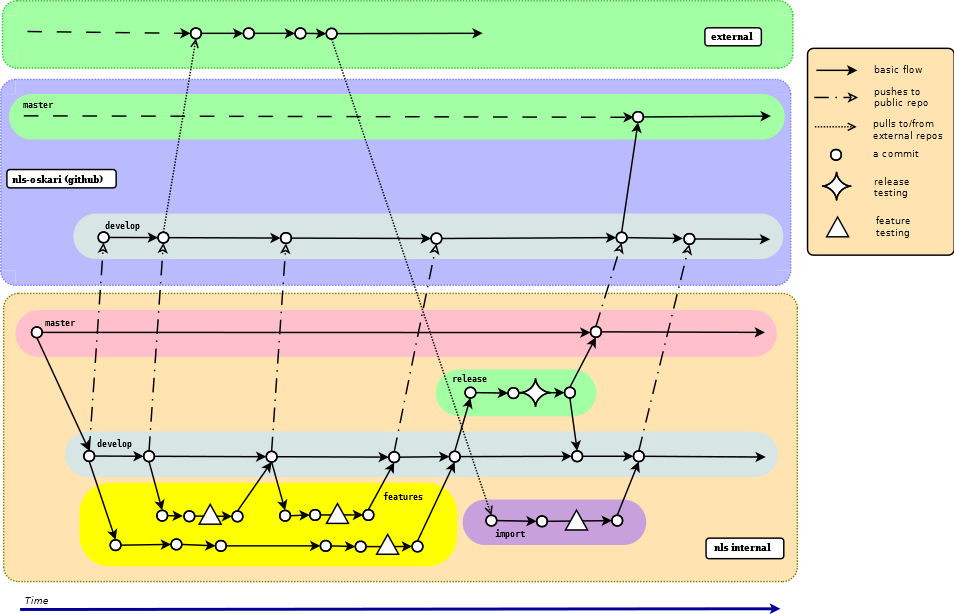 external
master
nls-oskari (github)
develop
master
release
develop
features
import
nls internal
Time
basic flow
pushes to
public repo
pulls to/from
external repos
a commit
release
testing
feature
testing